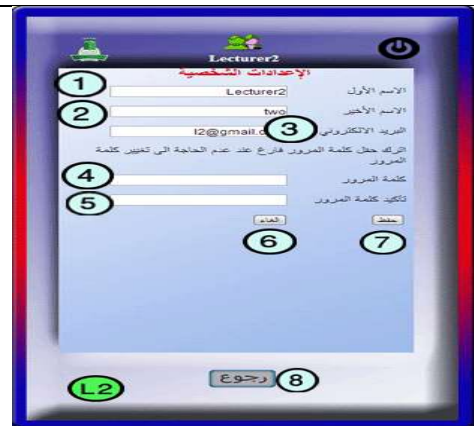 Lecturer2
الإعدادات الشخصية
الاسم الأول Lecturer2 1
الاسم الأخير two 2
البريد الالكتروني l2@gmail.c 3
اترك حقل كلمة المرور فارغ عند عدم الحاجة الى تغيير كلمة
المرور
كلمة المرور 4
تأكيد كلمة المرور 5
حفظ الغاء
7 6
رجوع 8
L2